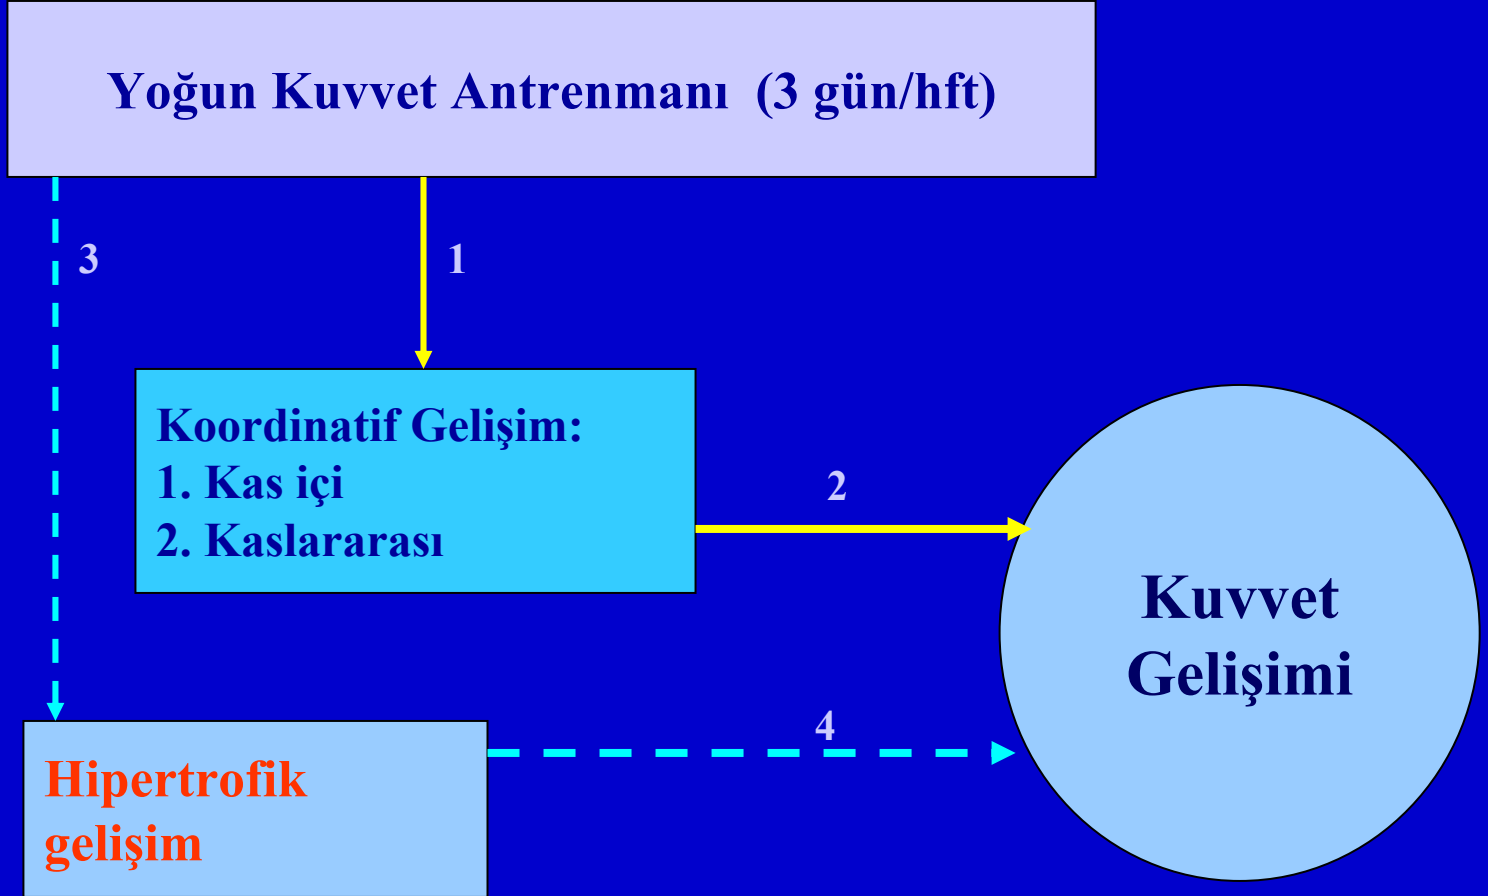 Yoğun Kuvvet Antrenmanı (3 gün/hft)
3
1
Koordinatif Gelişim:
1. Kas içi
2. Kaslararası
2
Kuvvet
Gelişimi
4
Hipertrofik
gelişim